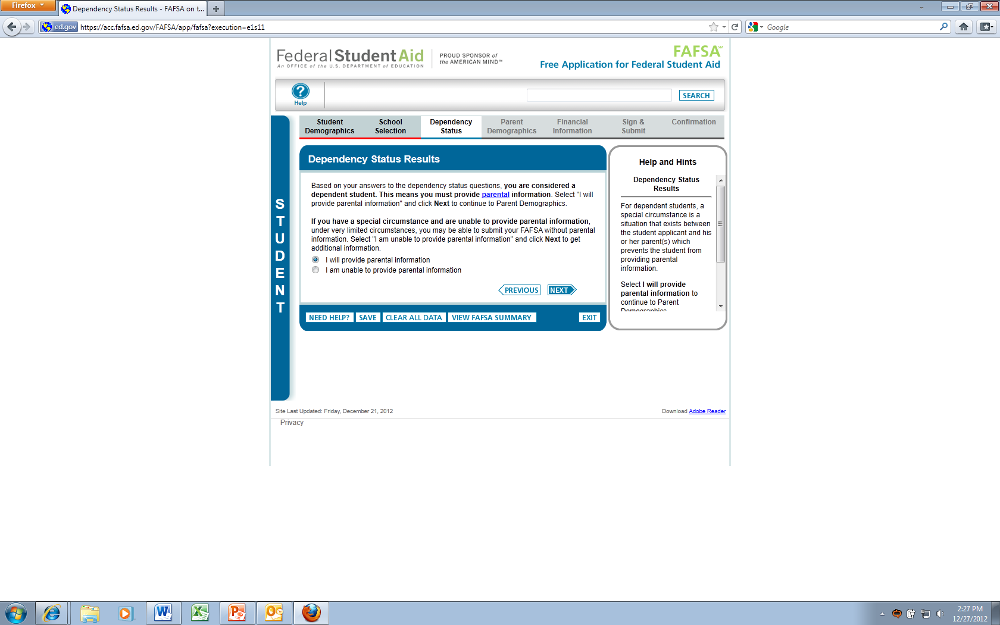 Firefox
Dependency Status Results - FAFSA on t...
ed.gov
https://acc.fafsa.ed.gov/FAFSA/app/fafsa?execution=e1s11
Google
Federal Student Aid
An OFFICE of the U.S. DEPARTMENT of EDUCATION
PROUD SPONSOR of
the AMERICAN MIND™
FAFSA℠
Free Application for Federal Student Aid
Help
SEARCH
Student
Demographics
School
Selection
Dependency
Status
Parent
Demographics
Financial
Information
Sign &
Submit
Confirmation
STUDENT
Dependency Status Results
Based on your answers to the dependency status questions, you are considered a
dependent student. This means you must provide parental information. Select "I will
provide parental information" and click Next to continue to Parent Demographics.
If you have a special circumstance and are unable to provide parental information,
under very limited circumstances, you may be able to submit your FAFSA without parental
information. Select "I am unable to provide parental information" and click Next to get
additional information.
I will provide parental information
I am unable to provide parental information
PREVIOUS
NEXT
NEED HELP?
SAVE
CLEAR ALL DATA
VIEW FAFSA SUMMARY
EXIT
Help and Hints
Dependency Status
Results
For dependent students, a
special circumstance is a
situation that exists between
the student applicant and his
or her parent(s) which
prevents the student from
providing parental
information.
Select I will provide
parental information to
continue to Parent
Demographics.
Site Last Updated: Friday, December 21, 2012
Download Adobe Reader
Privacy
2:27 PM
12/27/2012